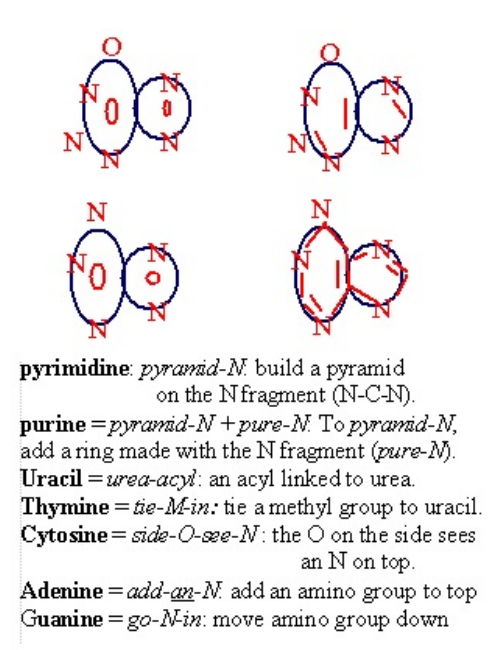 O O
N N N N
N N N N N N
N N
N N N N
N N
pyrimidine: pyramid-N: build a pyramid
on the N fragment (N-C-N).
purine = pyramid-N + pure-N. To pyramid-N,
add a ring made with the N fragment (pure-N).
Uracil = urea-acyl: an acyl linked to urea.
Thymine = tie-M-in: tie a methyl group to uracil.
Cytosine = side-O-see-N : the O on the side sees
an N on top.
Adenine = add-an-N: add an amino group to top
Guanine = go-N-in: move amino group down